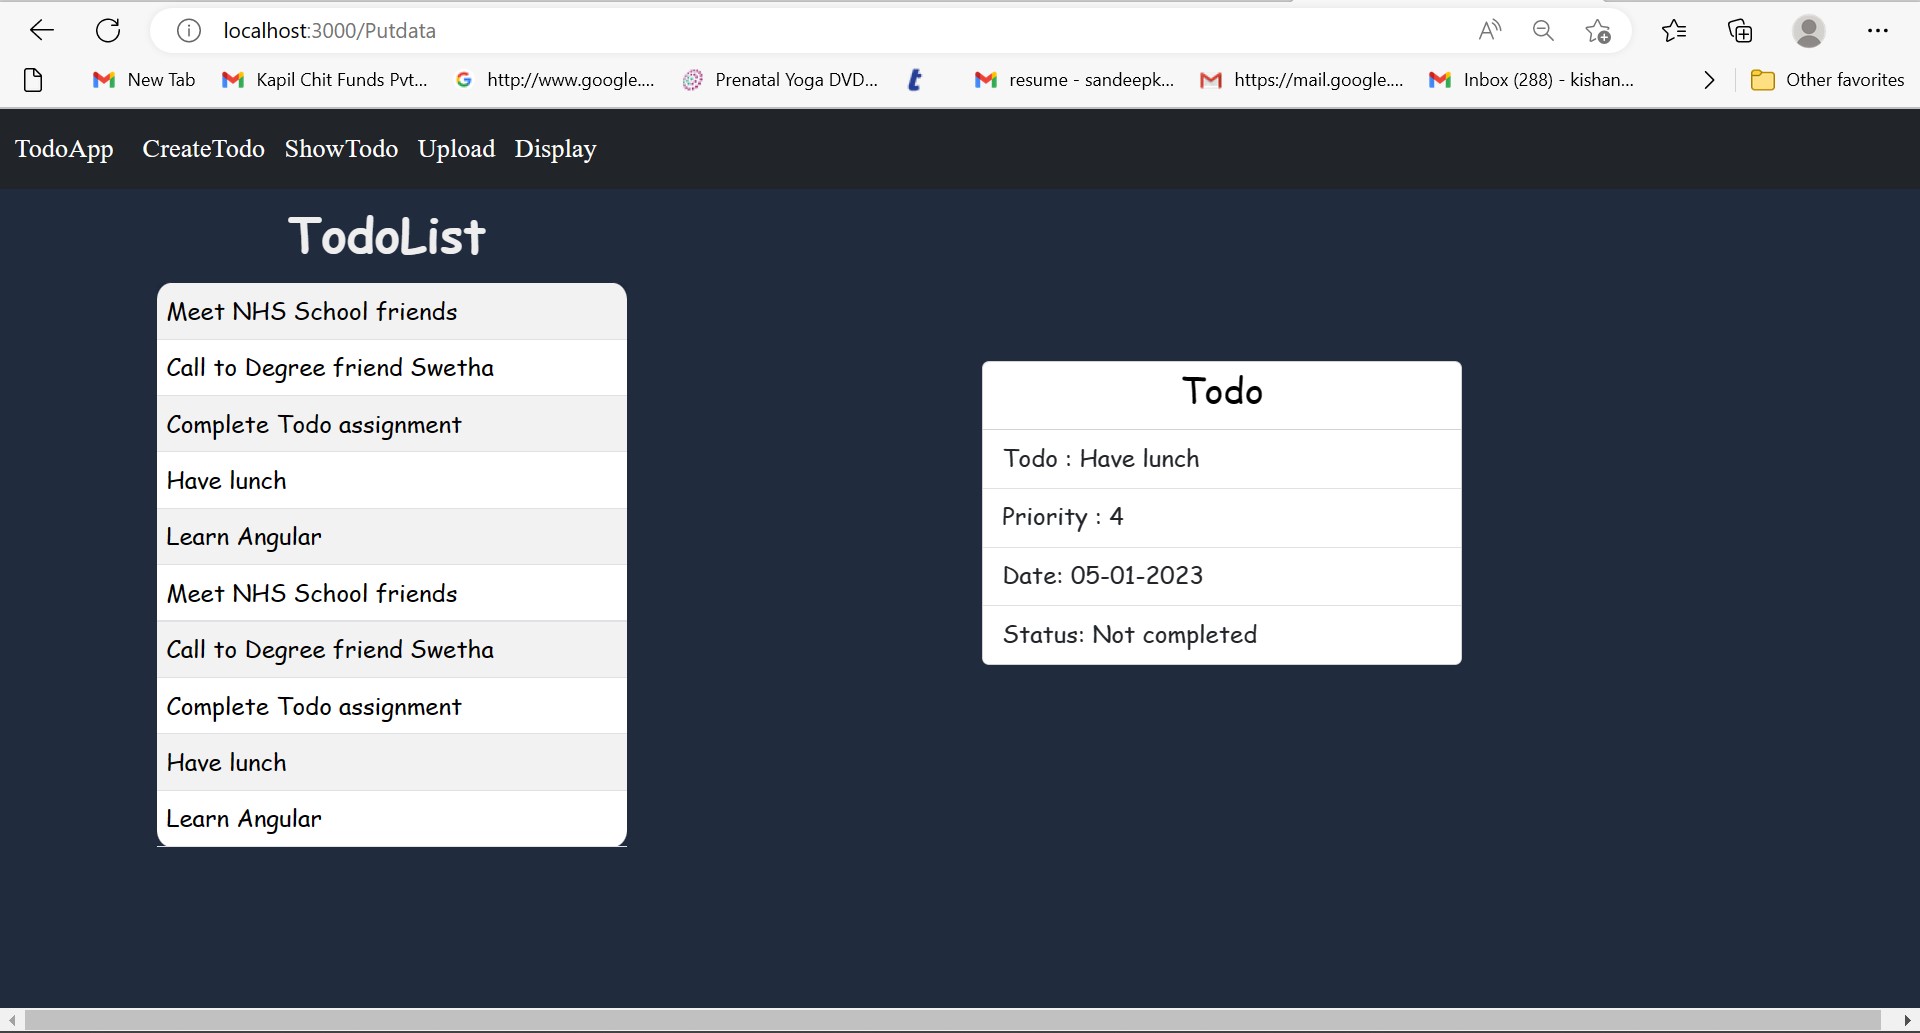 localhost:3000/Putdata
New Tab
Kapil Chit Funds Pvt...
http://www.google....
Prenatal Yoga DVD...
t
resume - sandeepk...
https://mail.google....
Inbox (288) - kishan...
Other favorites
TodoApp CreateTodo ShowTodo Upload Display
TodoList
Meet NHS School friends
Call to Degree friend Swetha
Complete Todo assignment
Have lunch
Learn Angular
Meet NHS School friends
Call to Degree friend Swetha
Complete Todo assignment
Have lunch
Learn Angular
Todo
Todo : Have lunch
Priority : 4
Date: 05-01-2023
Status: Not completed